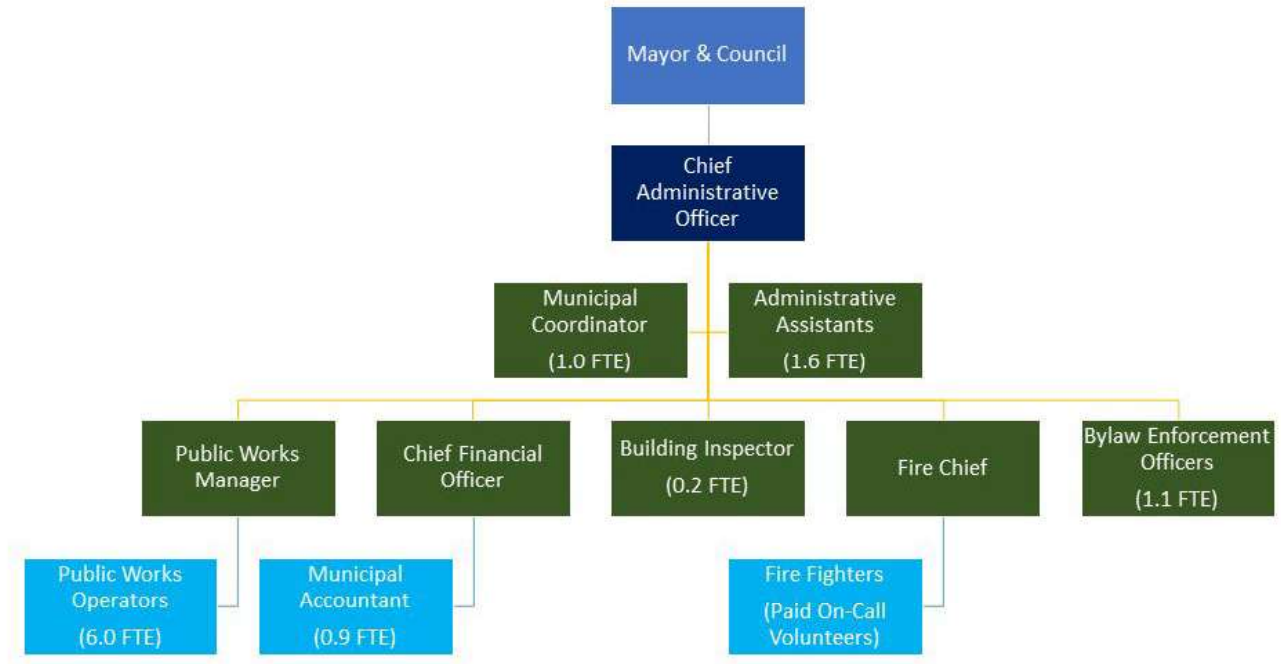 Mayor & Council
Chief
Administrative
Officer
Municipal
Coordinator
(1.0 FTE)
Administrative
Assistants
(1.6 FTE)
Public Works
Manager
Chief Financial
Officer
Building Inspector
(0.2 FTE)
Fire Chief
Bylaw Enforcement
Officers
(1.1 FTE)
Public Works
Operators
(6.0 FTE)
Municipal
Accountant
(0.9 FTE)
Fire Fighters
(Paid On-Call
Volunteers)